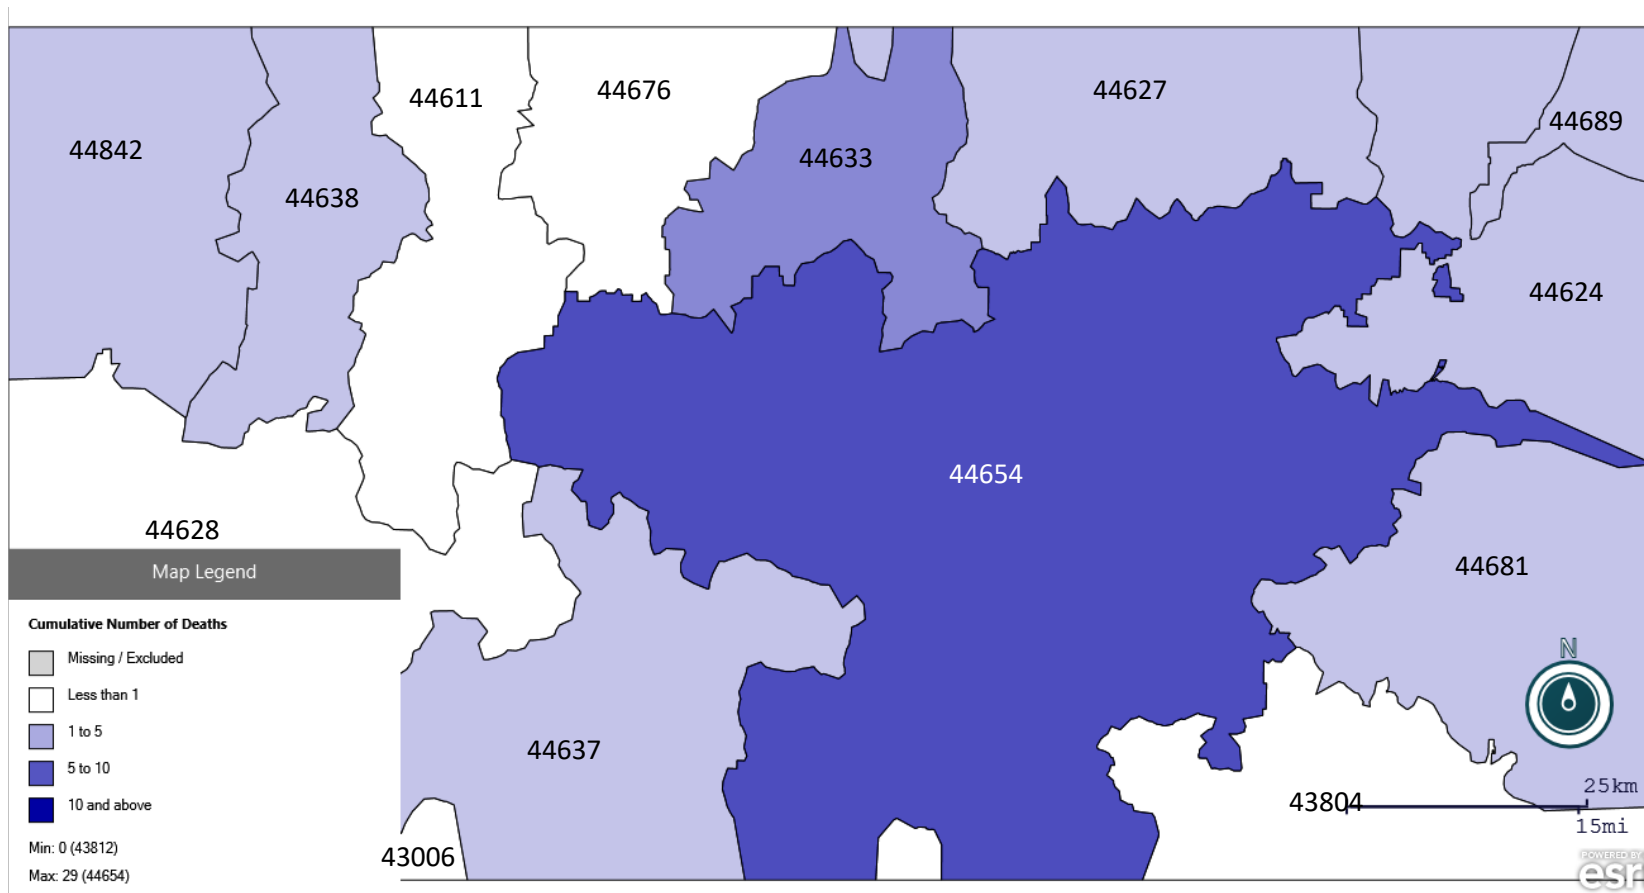 44611
44676
44627
44689
44842
44633
44638
44624
44654
44628
44681
Map Legend
Cumulative Number of Deaths
Missing / Excluded
Less than 1
1 to 5
5 to 10
10 and above
Min: 0 (43812)
Max: 29 (44654)
N
44637
25km
43804
15mi
43006
POWERED BY
esri